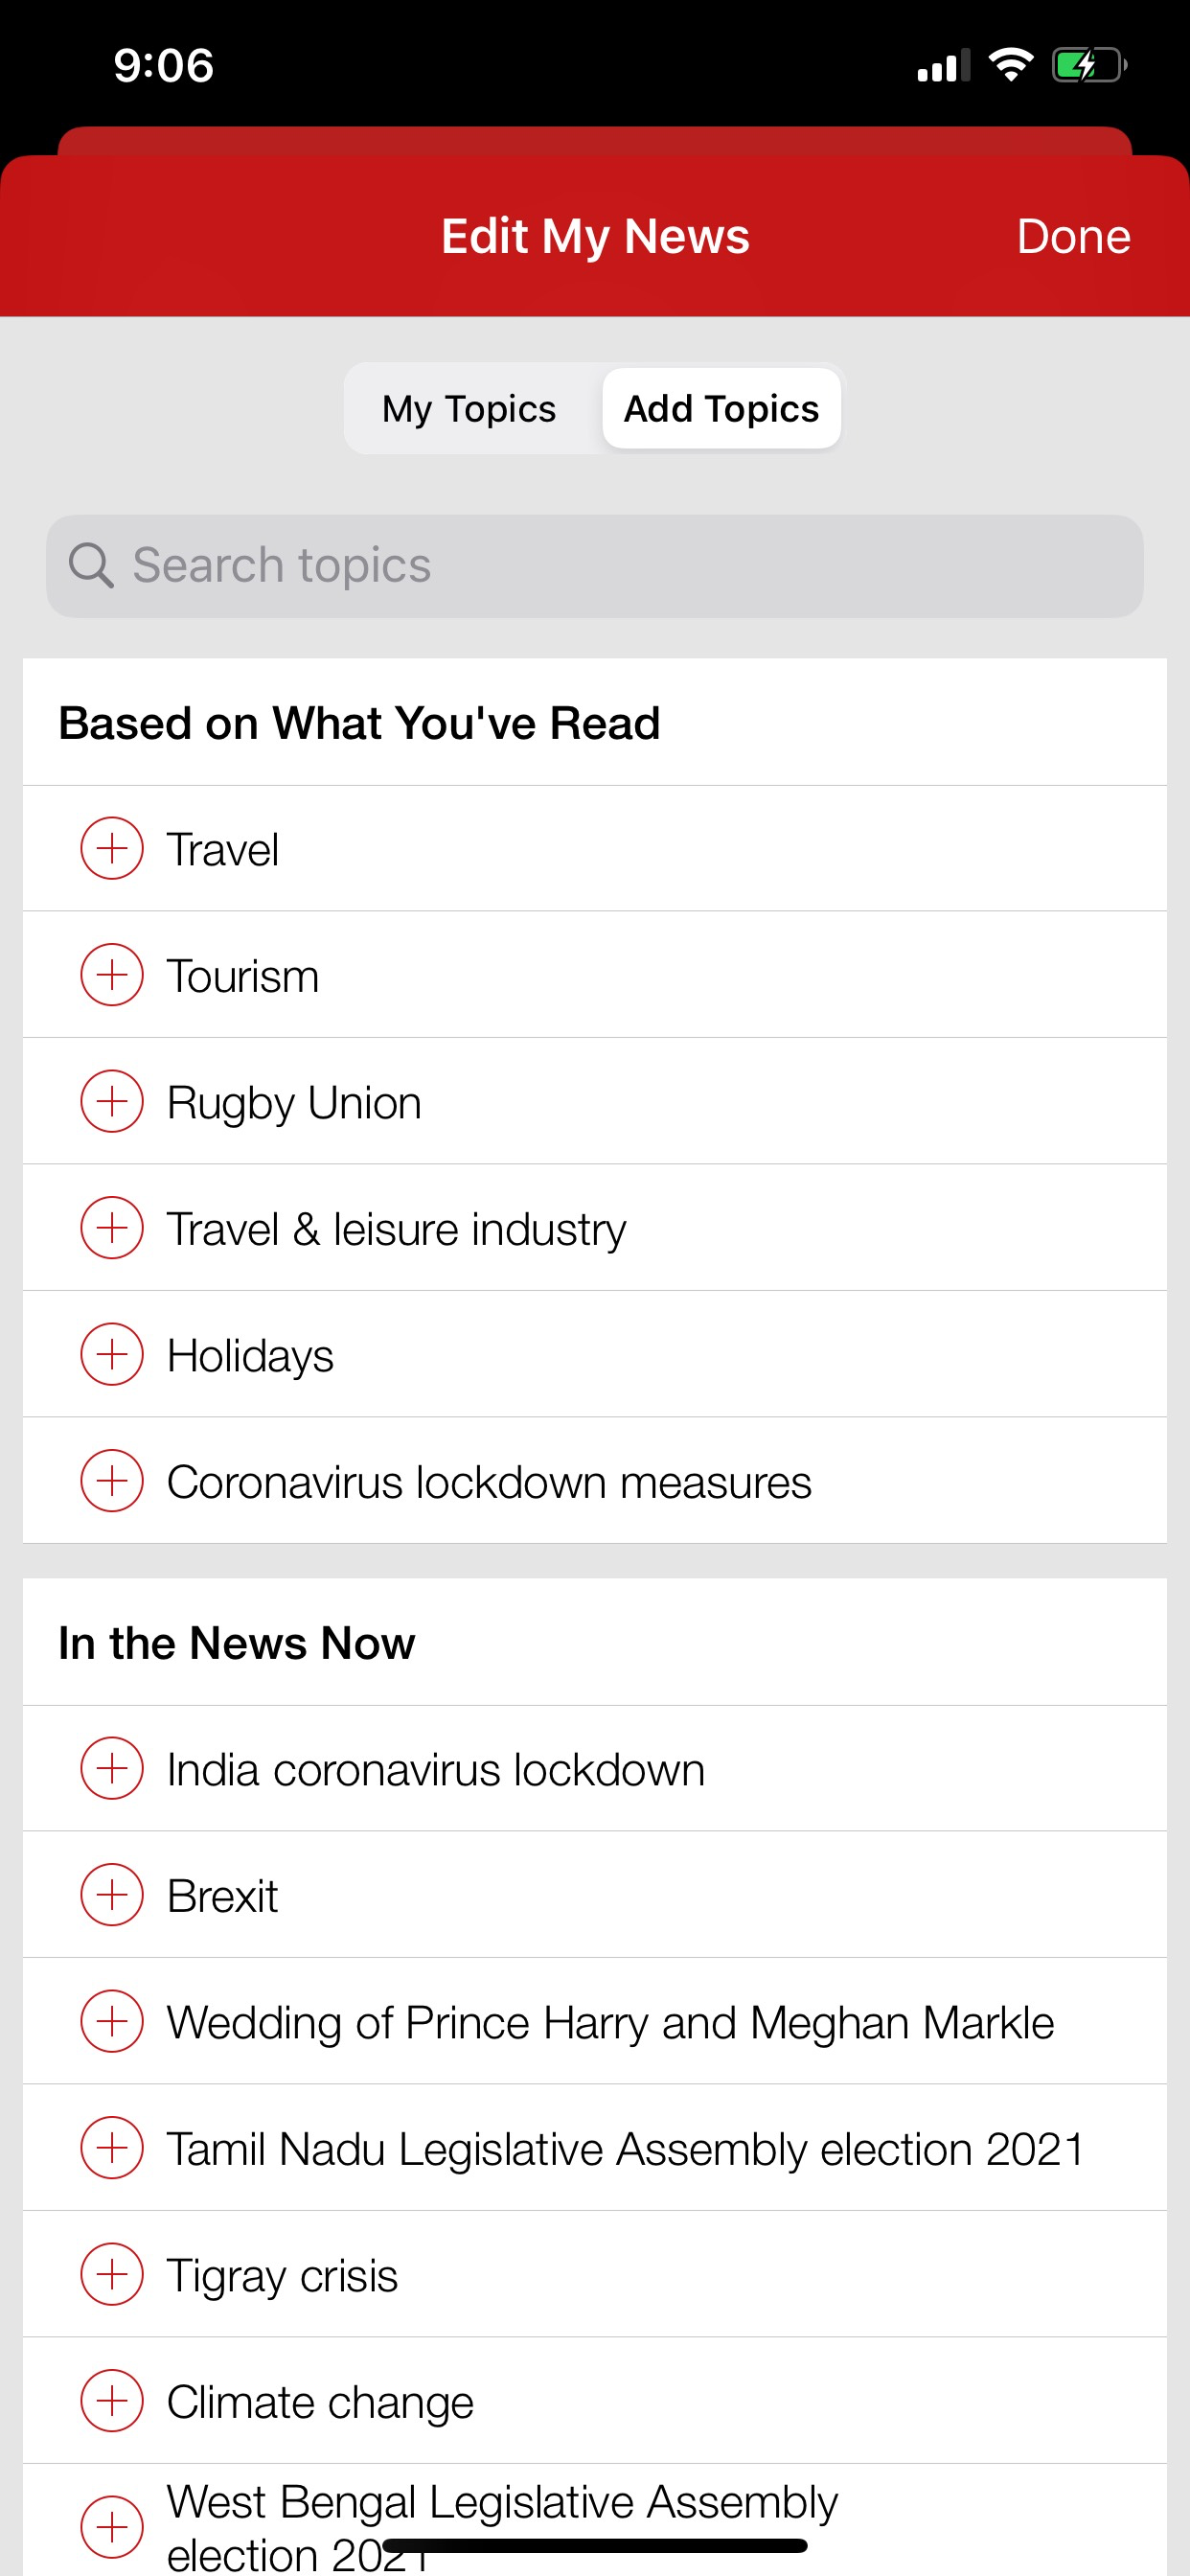 9:06
Edit My News
Done
My Topics
Add Topics
Search topics
Based on What You've Read
Travel
Tourism
Rugby Union
Travel & leisure industry
Holidays
Coronavirus lockdown measures
In the News Now
India coronavirus lockdown
Brexit
Wedding of Prince Harry and Meghan Markle
Tamil Nadu Legislative Assembly election 2021
Tigray crisis
Climate change
West Bengal Legislative Assembly
election 2021